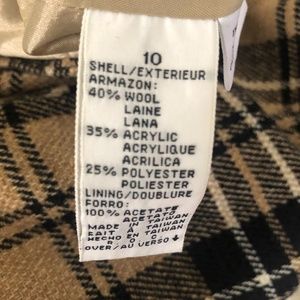 10
SHELL/EXTERIEUR
ARMAZON:
40% WOOL
LAINE
LANA
35% ACRYLIC
ACRYLIQUE
ACRILICA
25% POLYESTER
POLIESTER
LINING/DOUBLURE
FORRO:
100% ACETATE
ACETATO
MADE IN TAIWAN
FAIT A TAIWAN
HECHO EN TAIWAN
R O C
OVER/AU VERSO ↓